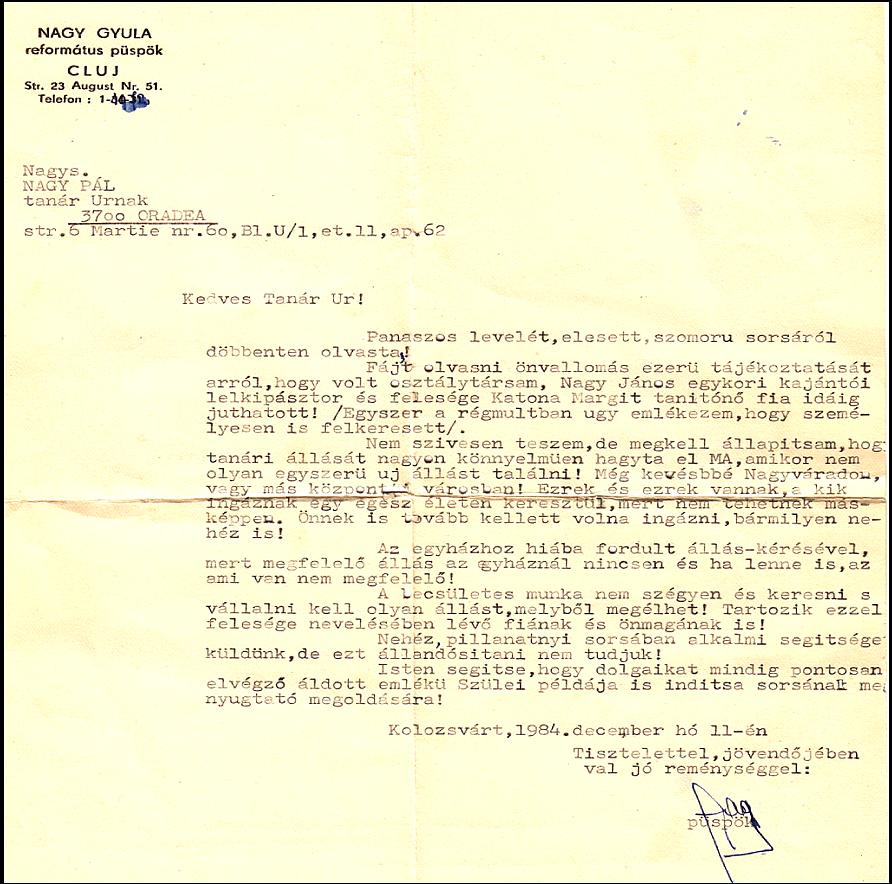 NAGY GYULA
református püspök
CLUJ
Str. 23 August Nr. 51.
Telefon : 1-
Nagys.
NAGY PÁL
tanár Urnak
37oo ORADEA
str.6 Martie nr.6o,Bl.U/1,et.11,ap.62
Kedves Tanár Ur!
Panaszos levelét,elesett,szomoru sorsáról
döbbenten olvasta!
Fájt olvasni önvallomás ezerü tájékoztatását
arról,hogy volt osztálytársam, Nagy János egykori kajántói
lelkipásztor és felesége Katona Margit tanitónő fia idáig
juthatott! /Egyszer a régmultban ugy emlékezem,hogy szemé-
lyesen is felkeresett/.
Nem szivesen teszem,de megkell állapitsam,hog
tanári állását nagyon könnyelmüen hagyta el MA,amikor nem
olyan egyszerü uj állást találni! Még kevésbbé Nagyváradon,
vagy más központi városban! Ezrek és ezrek vannak,a kik
ingáznak egy egész életen keresztül,mert nem tehetnek más-
képpen. Önnek is tovább kellett volna ingázni,bármilyen ne-
héz is!
Az egyházhoz hiába fordult állás-kérésével,
mert megfelelő állás az egyháznál nincsen és ha lenne is,az
ami van nem megfelelő!
A becsületes munka nem szégyen és keresni s
vállalni kell olyan állást,melyből megélhet! Tartozik ezzel
felesége nevelésében lévő fiának és önmagának is!
Nehéz,pillanatnyi sorsában alkalmi segitsége
küldünk,de ezt állandósitani nem tudjuk!
Isten segitse,hogy dolgaikat mindig pontosan
elvégző áldott emlékü Szülei példája is inditsa sorsának me
nyugtató megoldására!
Kolozsvárt,1984.december hó 11-én
Tisztelettel,jövendőjében
val jó reménységgel:
püspök